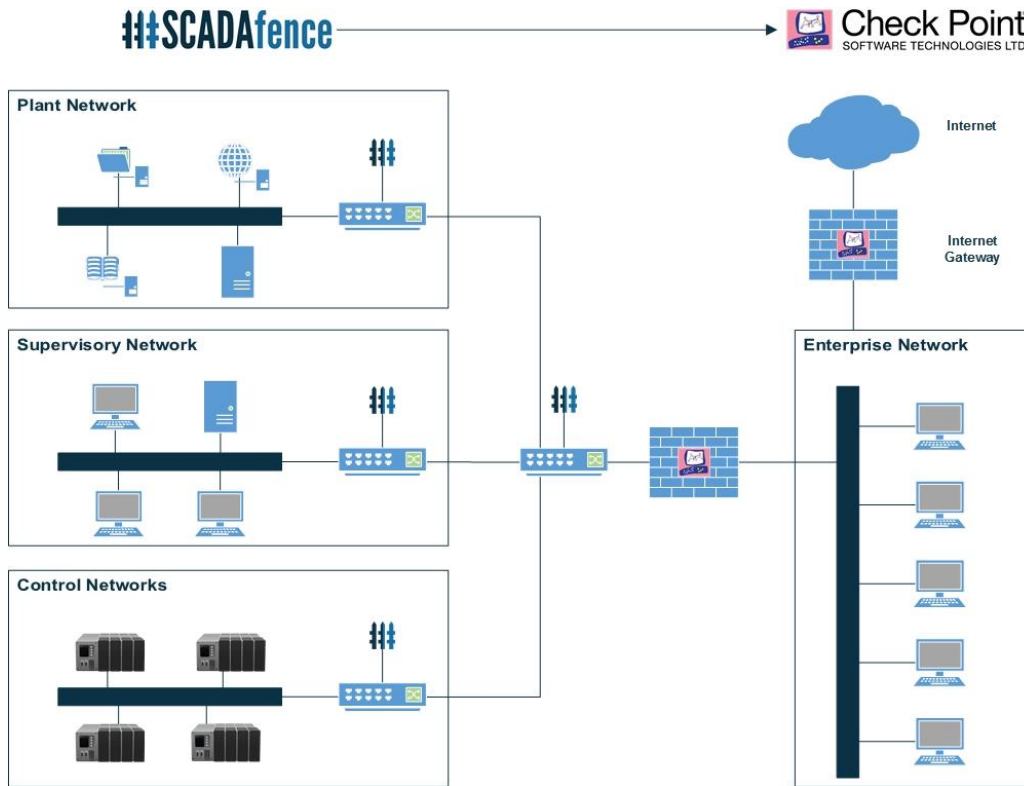 SCADAfence
Check Point
SOFTWARE TECHNOLOGIES LTD
Plant Network
Internet
Internet
Gateway
Supervisory Network
Enterprise Network
Control Networks